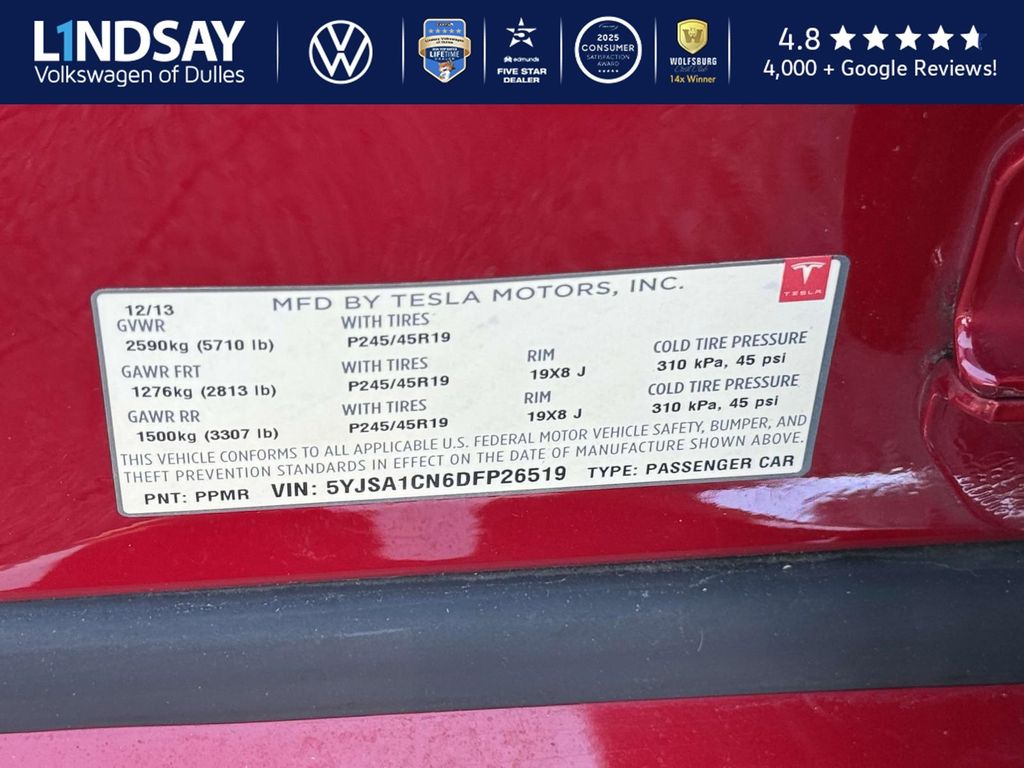 L1NDSAY
Volkswagen of Dulles
edmunds
FIVE STAR
DEALER
2025
CONSUMER
SATISFACTION
AWARD
WOLFSBURG
14x Winner
4.8
4,000 + Google Reviews!
MFD BY TESLA MOTORS, INC.
TESLA
12/13
GVWR
2590kg (5710 lb)
WITH TIRES
P245/45R19
GAWR FRT
1276kg (2813 lb)
WITH TIRES
P245/45R19
RIM
19X8 J
COLD TIRE PRESSURE
310 kPa, 45 psi
GAWR RR
1500kg (3307 lb)
WITH TIRES
P245/45R19
RIM
19X8 J
COLD TIRE PRESSURE
310 kPa, 45 psi
THIS VEHICLE CONFORMS TO ALL APPLICABLE U.S. FEDERAL MOTOR VEHICLE SAFETY, BUMPER, AND
THEFT PREVENTION STANDARDS IN EFFECT ON THE DATE OF MANUFACTURE SHOWN ABOVE.
PNT: PPMR VIN: 5YJSA1CN6DFP26519 TYPE: PASSENGER CAR